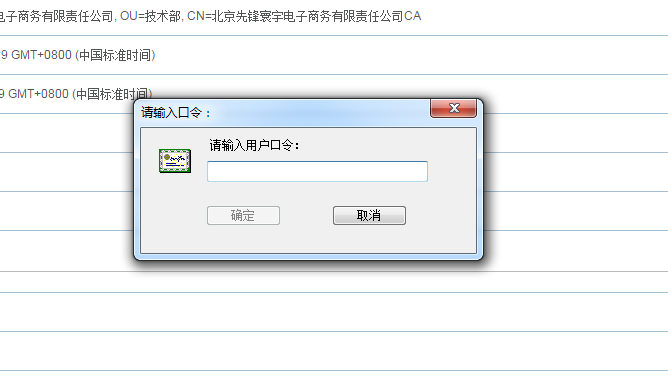 电子商务有限责任公司, OU=技术部, CN=北京先锋寰宇电子商务有限责任公司CA
9 GMT+0800 (中国标准时间)
9 GMT+0800 (中国标准时间)
请输入口令：
请输入用户口令：
确定 取消